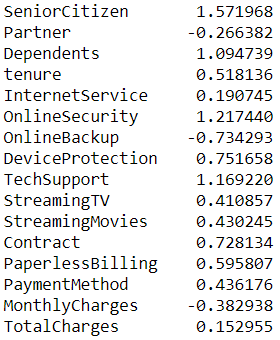 SeniorCitizen 1.571968
Partner -0.266382
Dependents 1.094739
tenure 0.518136
InternetService 0.190745
OnlineSecurity 1.217440
OnlineBackup -0.734293
DeviceProtection 0.751658
TechSupport 1.169220
StreamingTV 0.410857
StreamingMovies 0.430245
Contract 0.728134
PaperlessBilling 0.595807
PaymentMethod 0.436176
MonthlyCharges -0.382938
TotalCharges 0.152955